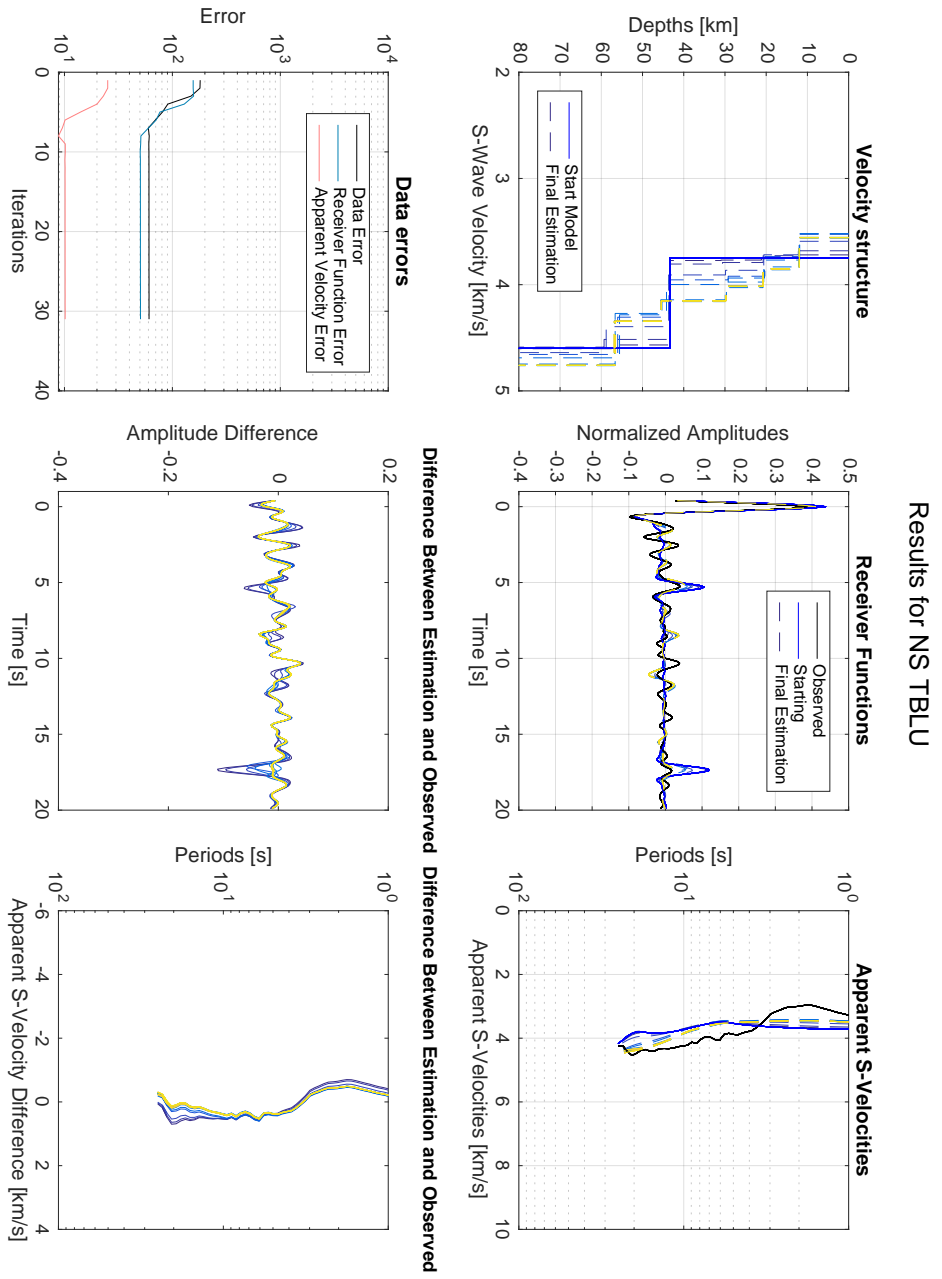 Results for NS TBLU
Velocity structure
Depths [km]
0
10
20
30
40
50
60
70
80
2
3
4
5
S-Wave Velocity [km/s]
Start Model
Final Estimation
Receiver Functions
Normalized Amplitudes
0.5
0.4
0.3
0.2
0.1
0
-0.1
-0.2
-0.3
-0.4
0
5
10
15
20
Time [s]
Observed
Starting
Final Estimation
Apparent S-Velocities
Periods [s]
10^0
10^1
10^2
0
2
4
6
8
10
Apparent S-Velocities [km/s]
Data errors
Error
10^4
10^3
10^2
10^1
0
10
20
30
40
Iterations
Data Error
Receiver Function Error
Apparent Velocity Error
Difference Between Estimation and Observed
Amplitude Difference
0.2
0
-0.2
-0.4
0
5
10
15
20
Time [s]
Difference Between Estimation and Observed
Periods [s]
10^0
10^1
10^2
-6
-4
-2
0
2
4
Apparent S-Velocity Difference [km/s]